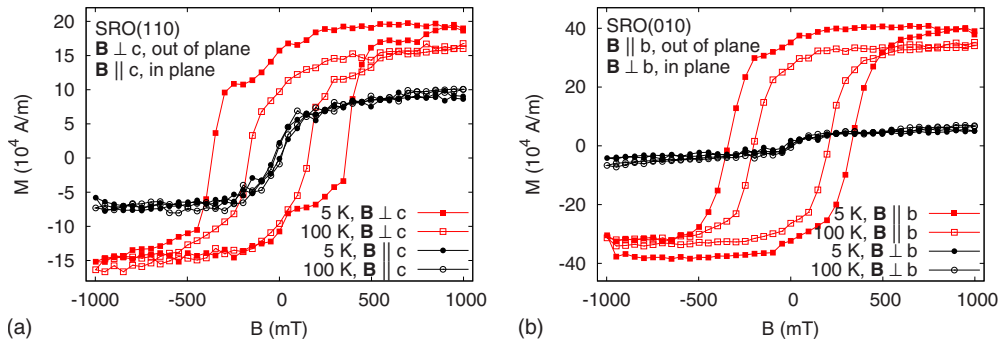 SRO(110)
B ⊥ c, out of plane
B || c, in plane
M (10⁴ A/m)
20
15
10
5
0
-5
-10
-15
5 K, B ⊥ c
100 K, B ⊥ c
5 K, B || c
100 K, B || c
-1000 -500 0 500 1000
B (mT)
(a)
SRO(010)
B || b, out of plane
B ⊥ b, in plane
M (10⁴ A/m)
40
20
0
-20
-40
5 K, B || b
100 K, B || b
5 K, B ⊥ b
100 K, B ⊥ b
-1000 -500 0 500 1000
B (mT)
(b)